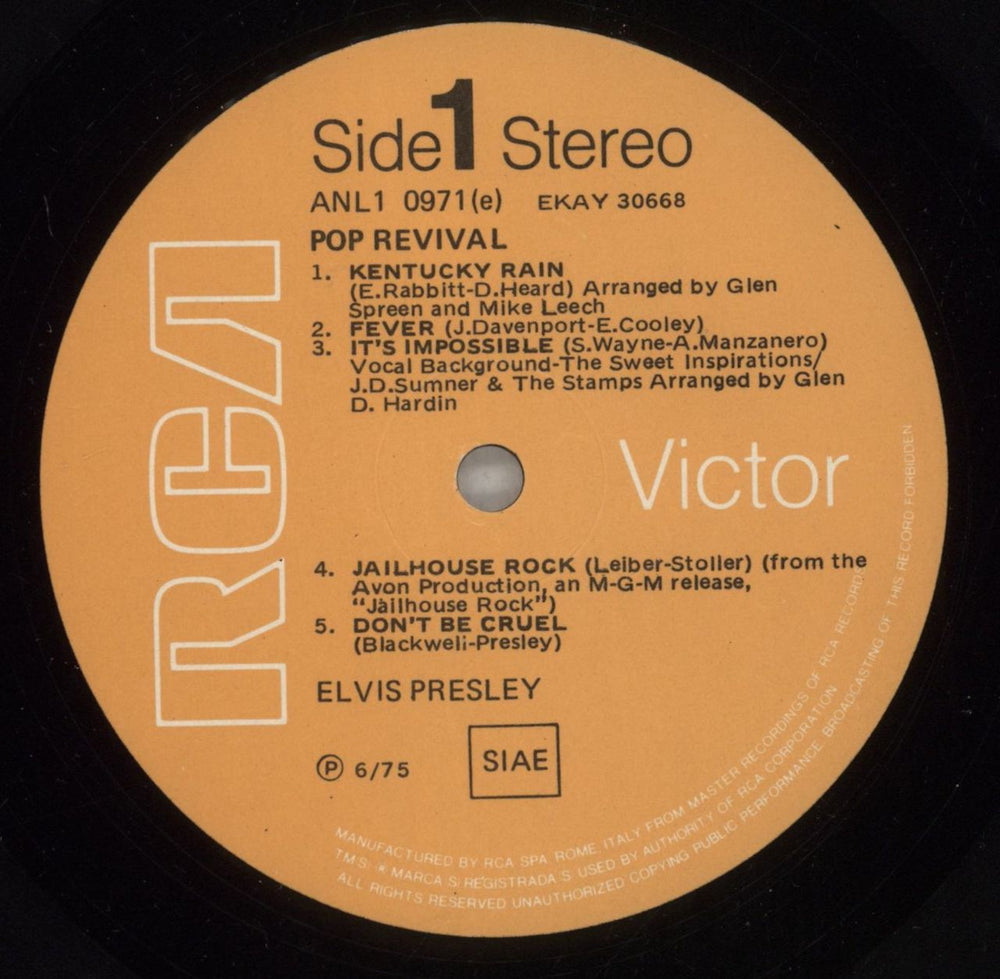 Side 1 Stereo
ANL1 0971(e) EKAY 30668
POP REVIVAL
1. KENTUCKY RAIN
(E.Rabbitt-D.Heard) Arranged by Glen
Spreen and Mike Leech
2. FEVER (J.Davenport-E.Cooley)
3. IT'S IMPOSSIBLE (S.Wayne-A.Manzanero)
Vocal Background-The Sweet Inspirations/
J.D.Sumner & The Stamps Arranged by Glen
D. Hardin
RCA
Victor
4. JAILHOUSE ROCK (Leiber-Stoller) (from the
Avon Production, an M-G-M release,
“Jailhouse Rock”)
5. DON'T BE CRUEL
(Blackwell-Presley)
ELVIS PRESLEY
℗ 6/75
SIAE
MANUFACTURED BY RCA SPA, ROME, ITALY FROM MASTER RECORDINGS OF RCA RECORDS
TMS ® MARCA S REGISTRADA S USED BY AUTHORITY OF RCA CORPORATION
ALL RIGHTS RESERVED UNAUTHORIZED COPYING PUBLIC PERFORMANCE BROADCASTING OF THIS RECORD FORBIDDEN